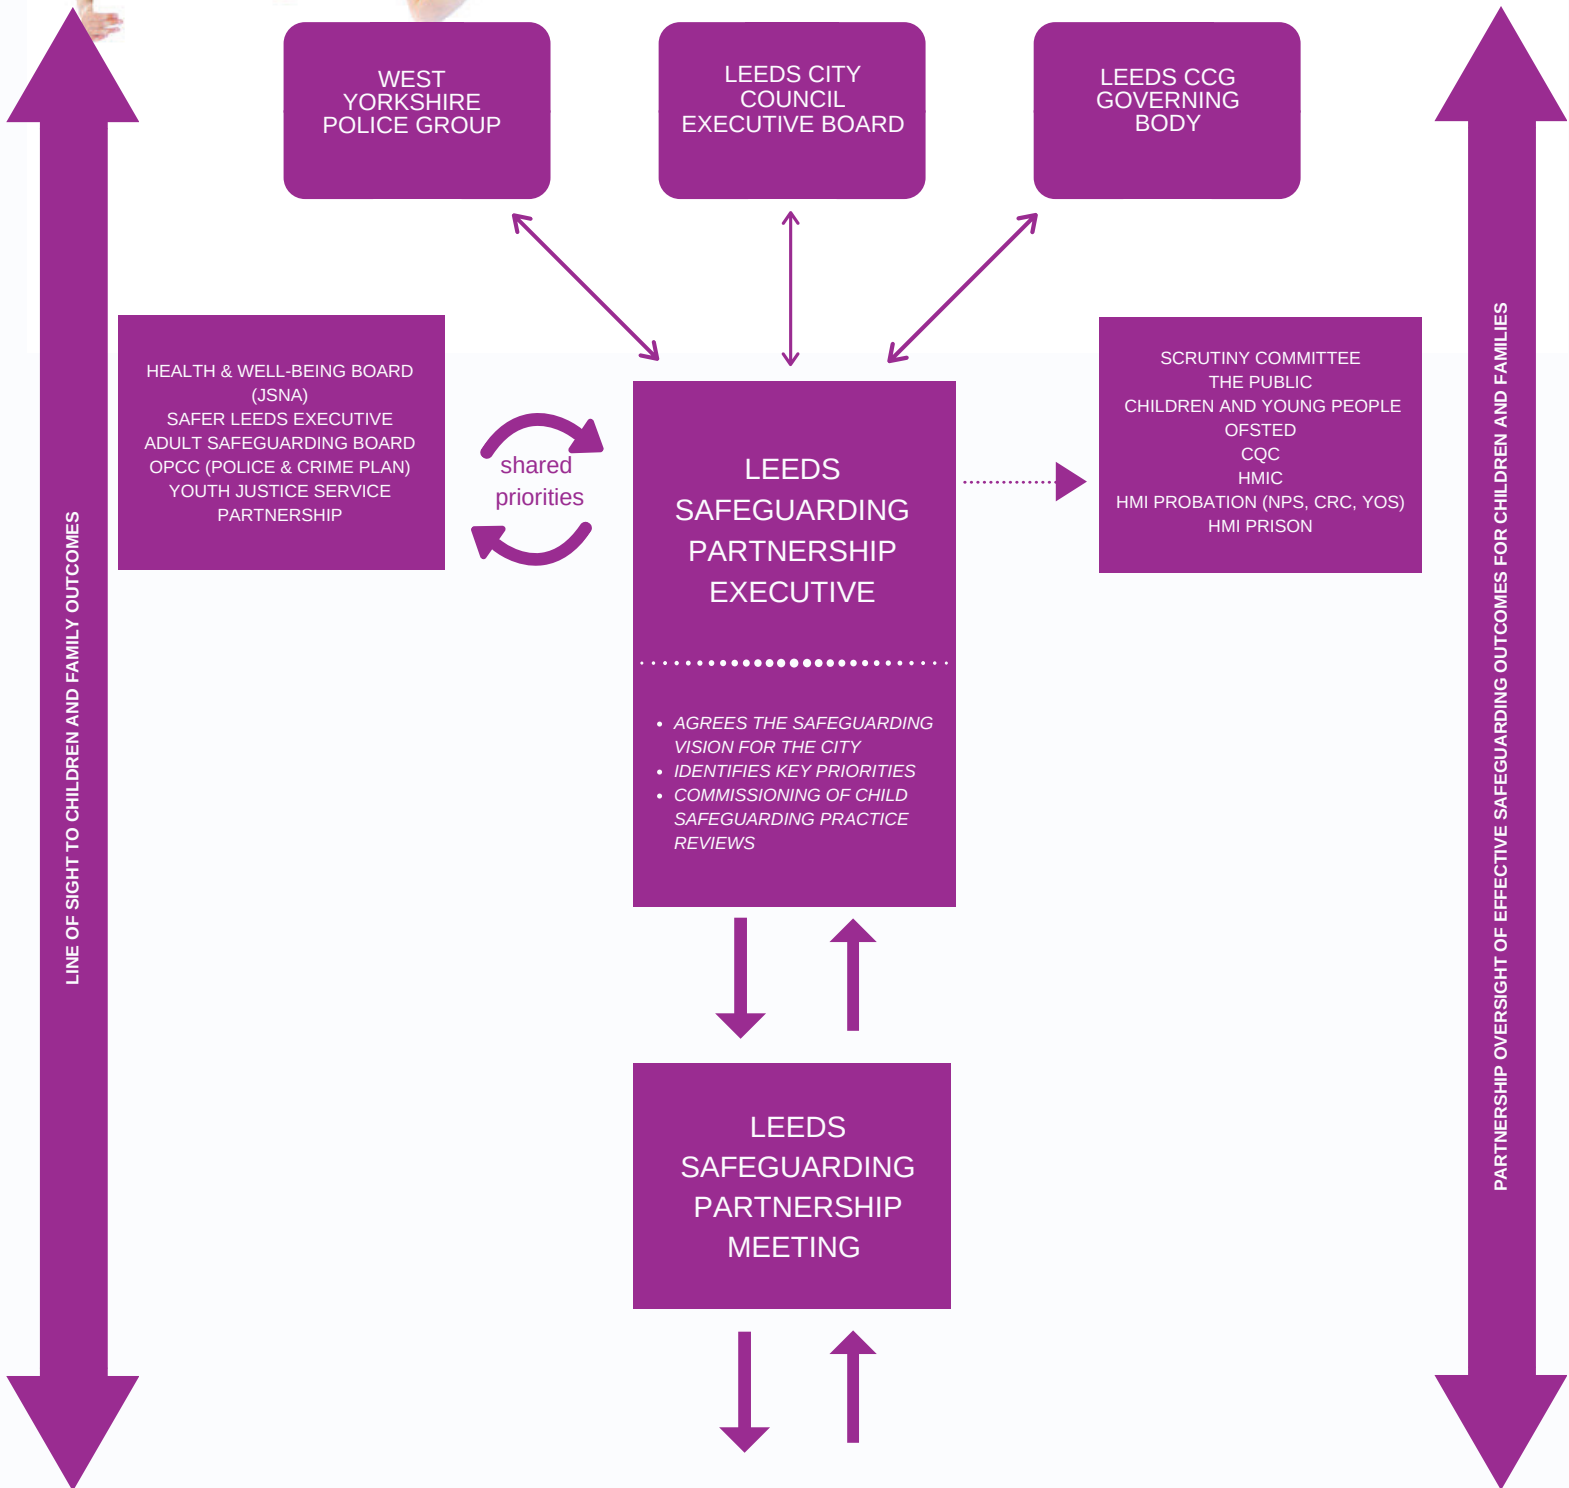 WEST
YORKSHIRE
POLICE GROUP
LEEDS CITY
COUNCIL
EXECUTIVE BOARD
LEEDS CCG
GOVERNING
BODY
LINE OF SIGHT TO CHILDREN AND FAMILY OUTCOMES
HEALTH & WELL-BEING BOARD
(JSNA)
SAFER LEEDS EXECUTIVE
ADULT SAFEGUARDING BOARD
OPCC (POLICE & CRIME PLAN)
YOUTH JUSTICE SERVICE
PARTNERSHIP
shared
priorities
LEEDS
SAFEGUARDING
PARTNERSHIP
EXECUTIVE
• AGREES THE SAFEGUARDING
VISION FOR THE CITY
• IDENTIFIES KEY PRIORITIES
• COMMISSIONING OF CHILD
SAFEGUARDING PRACTICE
REVIEWS
SCRUTINY COMMITTEE
THE PUBLIC
CHILDREN AND YOUNG PEOPLE
OFSTED
CQC
HMIC
HMI PROBATION (NPS, CRC, YOS)
HMI PRISON
PARTNERSHIP OVERSIGHT OF EFFECTIVE SAFEGUARDING OUTCOMES FOR CHILDREN AND FAMILIES
LEEDS
SAFEGUARDING
PARTNERSHIP
MEETING